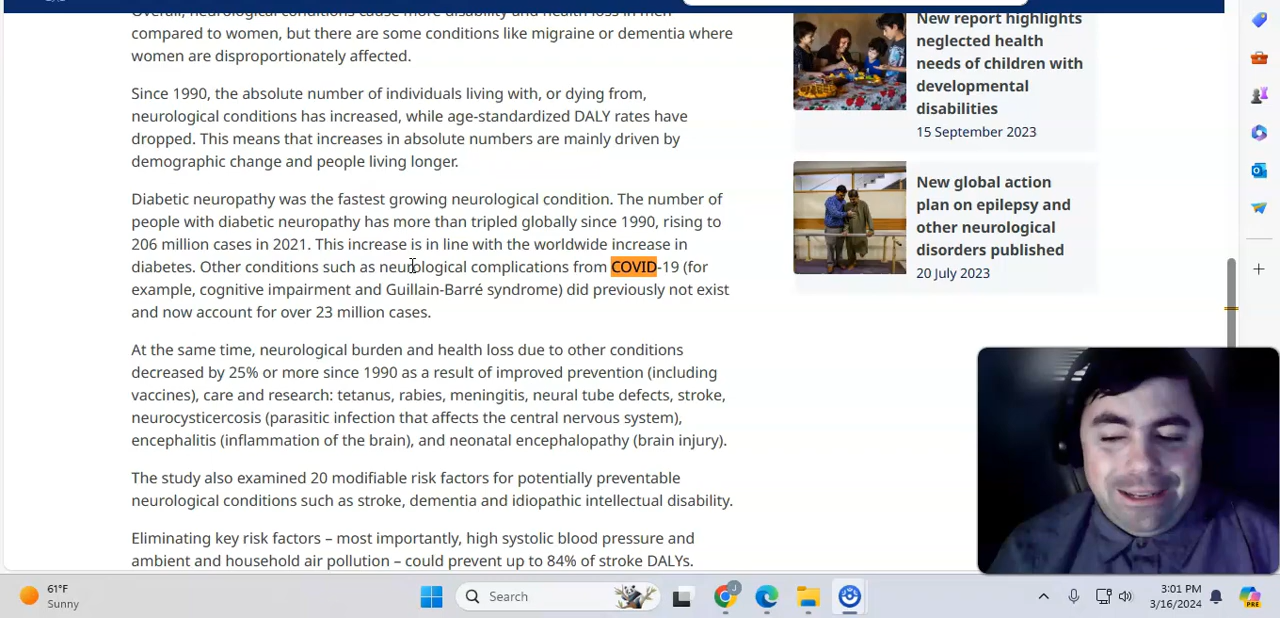 Overall, neurological conditions cause more disability and health loss in men
compared to women, but there are some conditions like migraine or dementia where
women are disproportionately affected.
Since 1990, the absolute number of individuals living with, or dying from,
neurological conditions has increased, while age-standardized DALY rates have
dropped. This means that increases in absolute numbers are mainly driven by
demographic change and people living longer.
Diabetic neuropathy was the fastest growing neurological condition. The number of
people with diabetic neuropathy has more than tripled globally since 1990, rising to
206 million cases in 2021. This increase is in line with the worldwide increase in
diabetes. Other conditions such as neurological complications from COVID-19 (for
example, cognitive impairment and Guillain-Barré syndrome) did previously not exist
and now account for over 23 million cases.
At the same time, neurological burden and health loss due to other conditions
decreased by 25% or more since 1990 as a result of improved prevention (including
vaccines), care and research: tetanus, rabies, meningitis, neural tube defects, stroke,
neurocysticercosis (parasitic infection that affects the central nervous system),
encephalitis (inflammation of the brain), and neonatal encephalopathy (brain injury).
The study also examined 20 modifiable risk factors for potentially preventable
neurological conditions such as stroke, dementia and idiopathic intellectual disability.
Eliminating key risk factors – most importantly, high systolic blood pressure and
ambient and household air pollution – could prevent up to 84% of stroke DALYs.
New report highlights
neglected health
needs of children with
developmental
disabilities
15 September 2023
New global action
plan on epilepsy and
other neurological
disorders published
20 July 2023
61°F
Sunny
Search
3:01 PM
3/16/2024
PRE